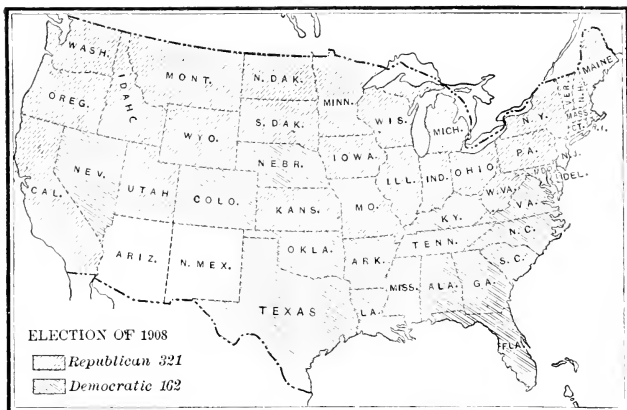 WASH.
MONT.
N. DAK.
MINN.
MAINE
OREG.
IDAHO
S. DAK.
WIS.
MICH.
N.Y.
VER.
N.H.
MASS.
R.I.
WYO.
NEBR.
IOWA.
PA.
N.J.
NEV.
UTAH
COLO.
ILL.
IND.
OHIO
DEL.
CAL.
KANS.
MO.
W.VA.
VA.
KY.
ARIZ.
N. MEX.
OKLA.
ARK.
TENN.
N.C.
S.C.
TEXAS
LA.
MISS.
ALA.
GA.
FLA.
ELECTION OF 1908
Republican 321
Democratic 162